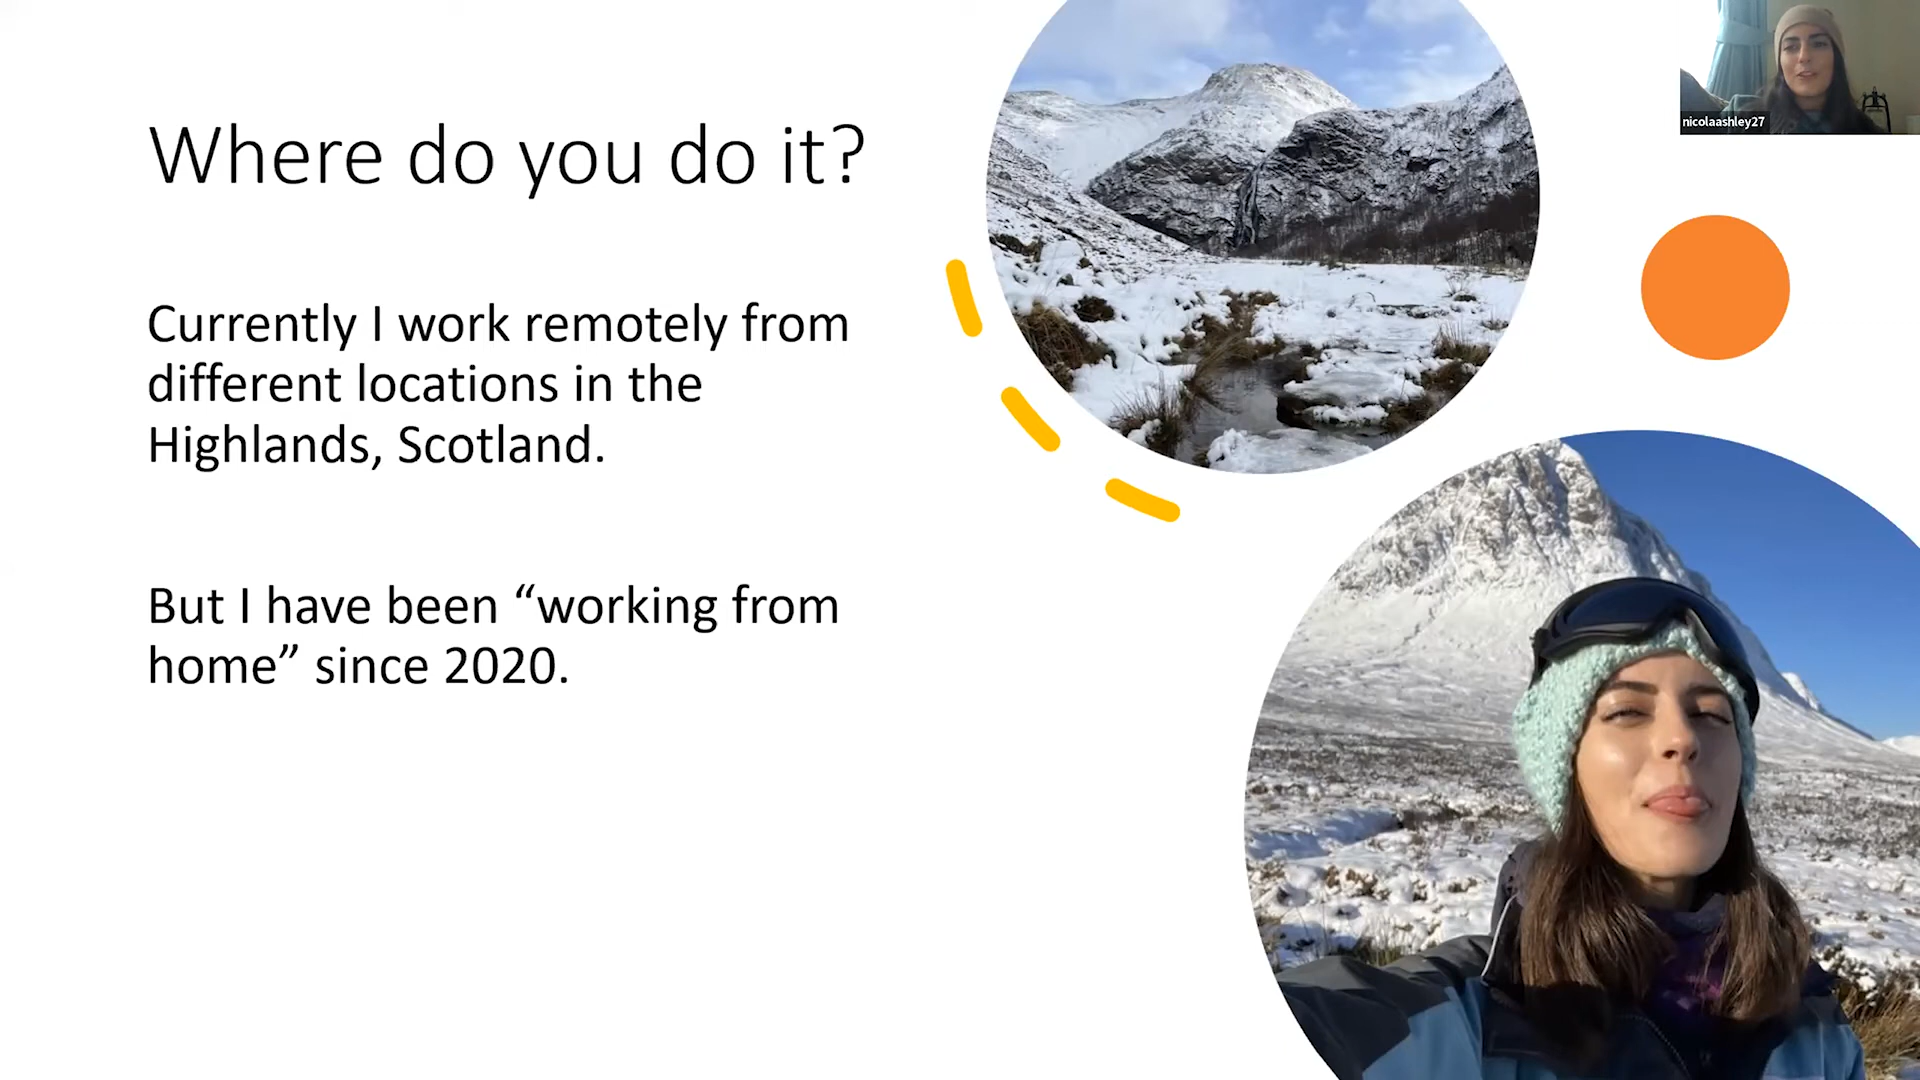 Where do you do it?
Currently I work remotely from
different locations in the
Highlands, Scotland.
But I have been “working from
home” since 2020.
nicolaashley27